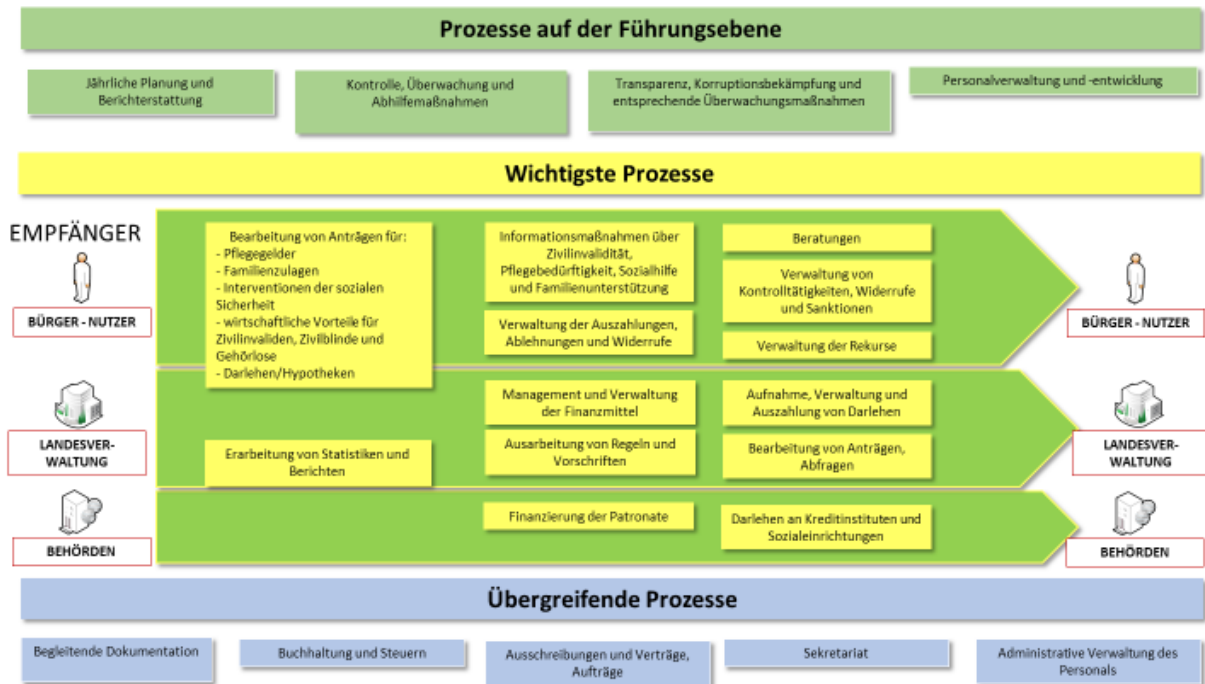 Prozesse auf der Führungsebene
Jährliche Planung und
Berichterstattung
Kontrolle, Überwachung und
Abhilfemaßnahmen
Transparenz, Korruptionsbekämpfung und
entsprechende Überwachungsmaßnahmen
Personalverwaltung und -entwicklung
Wichtigste Prozesse
EMPFÄNGER
BÜRGER - NUTZER
Bearbeitung von Anträgen für:
- Pflegegelder
- Familienzulagen
- Interventionen der sozialen
Sicherheit
- wirtschaftliche Vorteile für
Zivilinvaliden, Zivilblinde und
Gehörlose
- Darlehen/Hypotheken
Informationsmaßnahmen über
Zivilinvalidität,
Pflegebedürftigkeit, Sozialhilfe
und Familienunterstützung
Verwaltung der Auszahlungen,
Ablehnungen und Widerrufe
Beratungen
Verwaltung von
Kontrolltätigkeiten, Widerrufe
und Sanktionen
Verwaltung der Rekurse
BÜRGER - NUTZER
LANDESVER-
WALTUNG
Erarbeitung von Statistiken und
Berichten
Management und Verwaltung
der Finanzmittel
Ausarbeitung von Regeln und
Vorschriften
Aufnahme, Verwaltung und
Auszahlung von Darlehen
Bearbeitung von Anträgen,
Abfragen
LANDESVER-
WALTUNG
BEHÖRDEN
Finanzierung der Patronate
Darlehen an Kreditinstituten und
Sozialeinrichtungen
BEHÖRDEN
Übergreifende Prozesse
Begleitende Dokumentation
Buchhaltung und Steuern
Ausschreibungen und Verträge,
Aufträge
Sekretariat
Administrative Verwaltung des
Personals